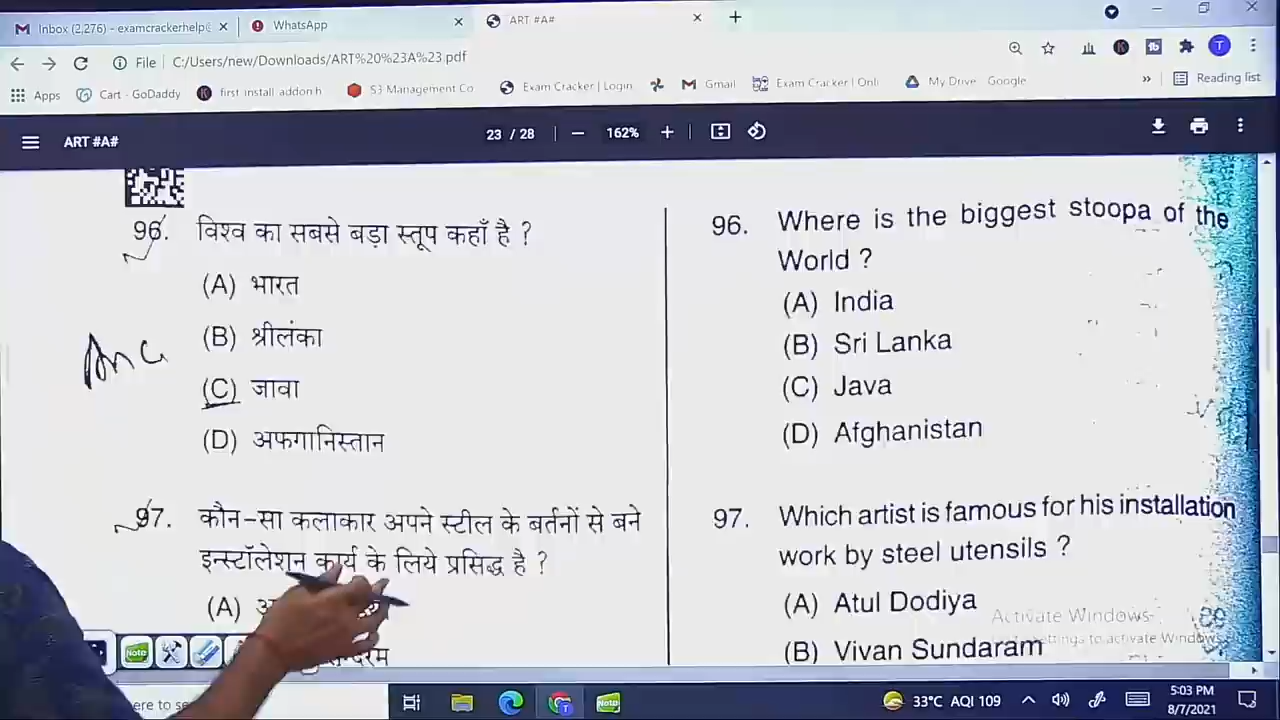 Inbox (2,276) - examcrackerhelp@
WhatsApp
ART #A#
File
C:/Users/new/Downloads/ART%20%23A%23.pdf
Apps
Cart - GoDaddy
first install addon h
S3 Management Co
Exam Cracker | Login
Gmail
Exam Cracker | Onli
My Drive
Google
»
Reading list
ART #A#
23 / 28
162%
96. विश्व का सबसे बड़ा स्तूप कहाँ है ?
(A) भारत
(B) श्रीलंका
(C) जावा
(D) अफगानिस्तान
97. कौन-सा कलाकार अपने स्टील के बर्तनों से बने
इन्स्टॉलेशन कार्य के लिये प्रसिद्ध है ?
(A)
96. Where is the biggest stoopa of the
World ?
(A) India
(B) Sri Lanka
(C) Java
(D) Afghanistan
97. Which artist is famous for his installation
work by steel utensils ?
(A) Atul Dodiya
(B) Vivan Sundaram
Activate Windows
to activate Windows
Note
33°C AQI 109
5:03 PM
8/7/2021